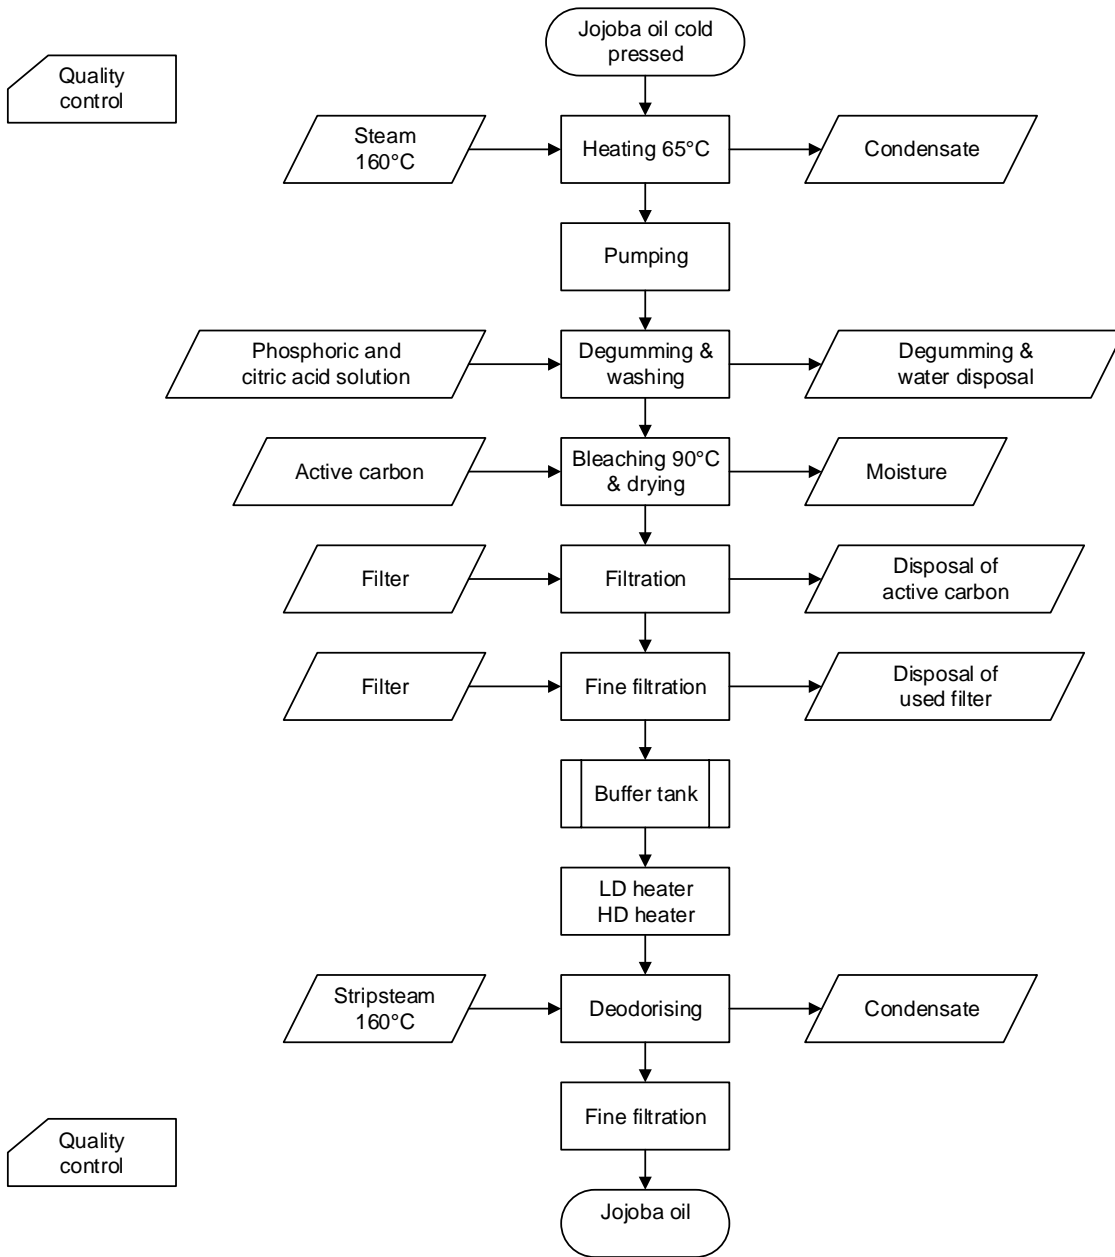 Jojoba oil cold
pressed
Quality
control
Steam
160°C
Heating 65°C
Condensate
Pumping
Phosphoric and
citric acid solution
Degumming &
washing
Degumming &
water disposal
Active carbon
Bleaching 90°C
& drying
Moisture
Filter
Filtration
Disposal of
active carbon
Filter
Fine filtration
Disposal of
used filter
Buffer tank
LD heater
HD heater
Stripsteam
160°C
Deodorising
Condensate
Fine filtration
Quality
control
Jojoba oil